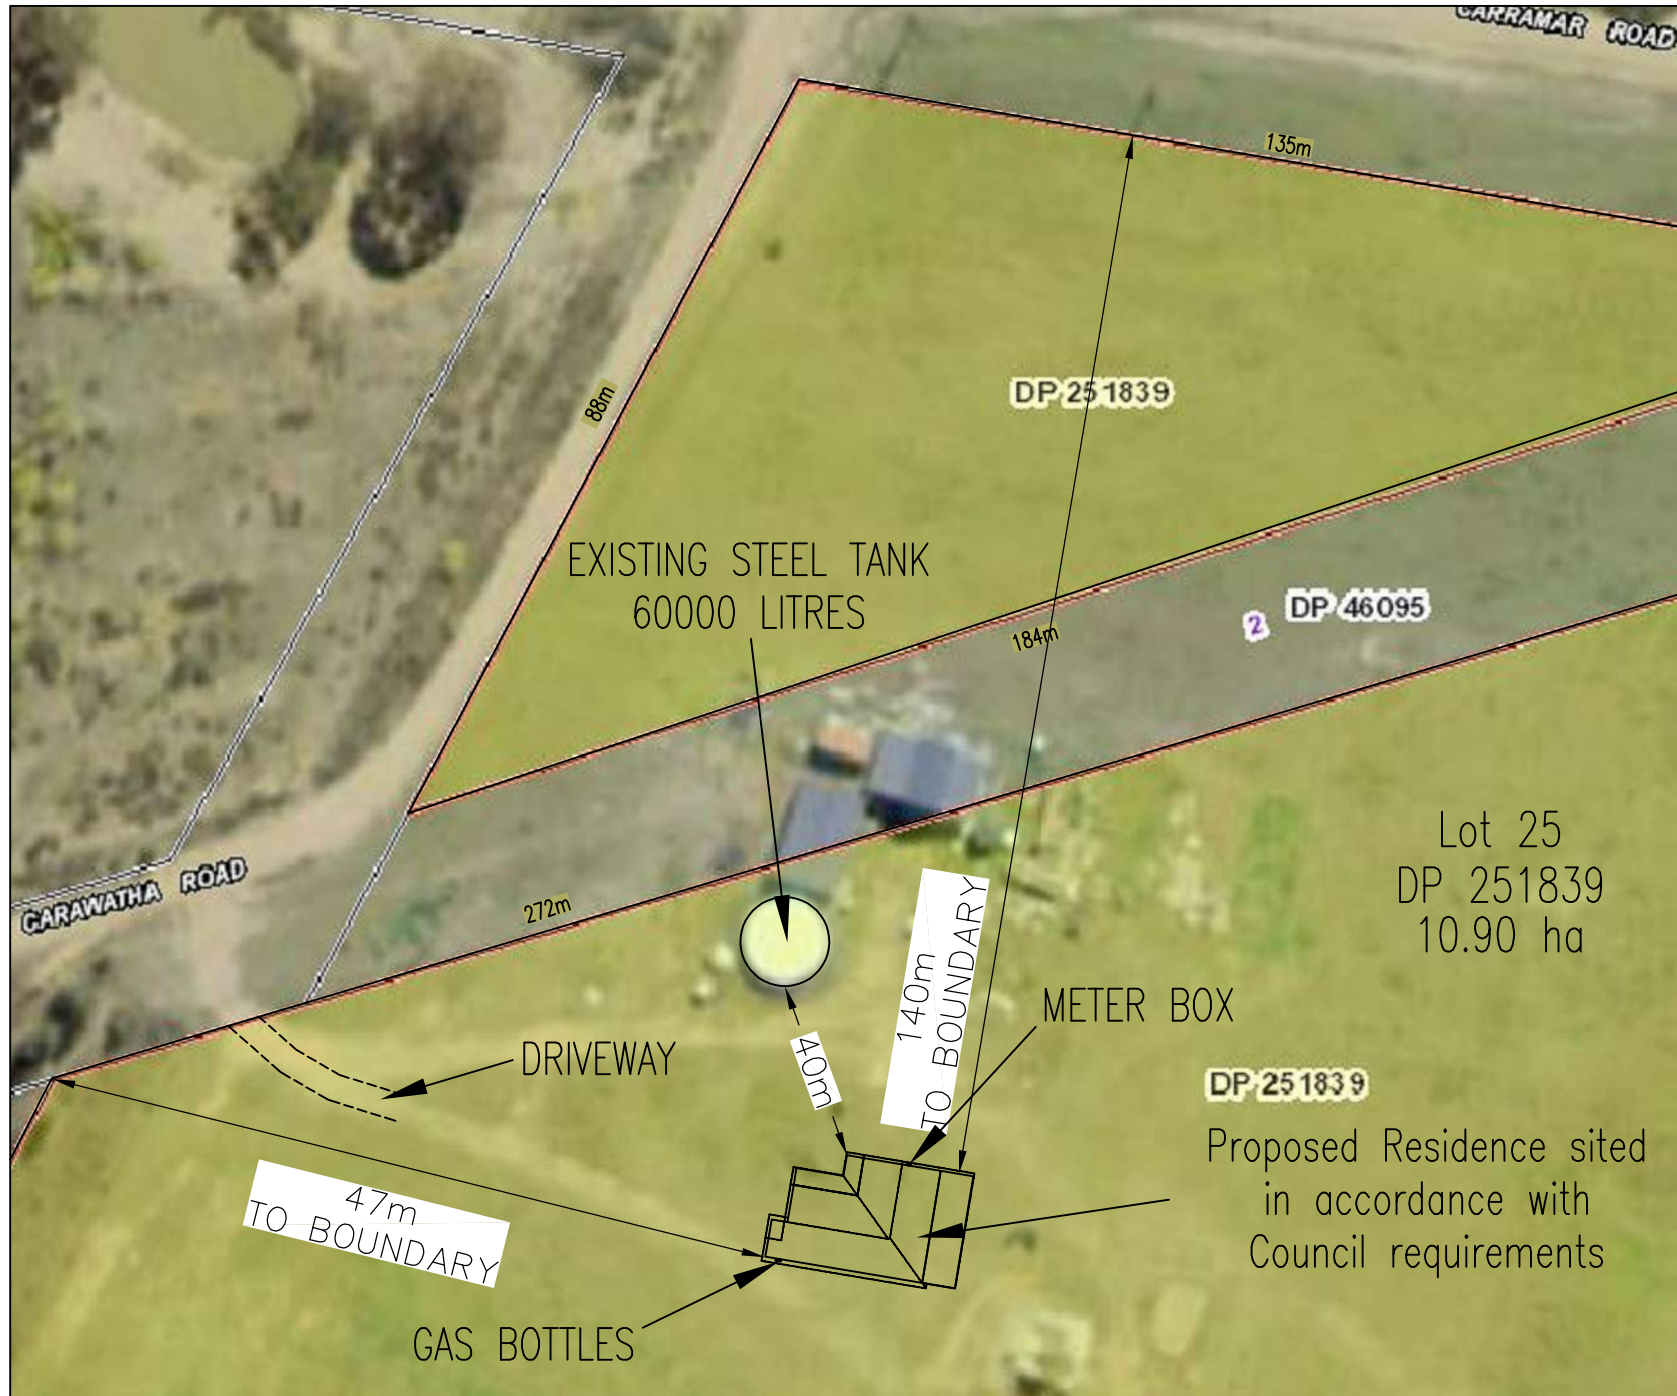 CARRAMAR ROAD
135m
88m
DP 251839
EXISTING STEEL TANK
60000 LITRES
184m
2
DP 46095
Lot 25
DP 251839
10.90 ha
GARAWATHA ROAD
272m
140m
TO BOUNDARY
METER BOX
40m
DRIVEWAY
DP 251839
Proposed Residence sited
in accordance with
Council requirements
47m
TO BOUNDARY
GAS BOTTLES